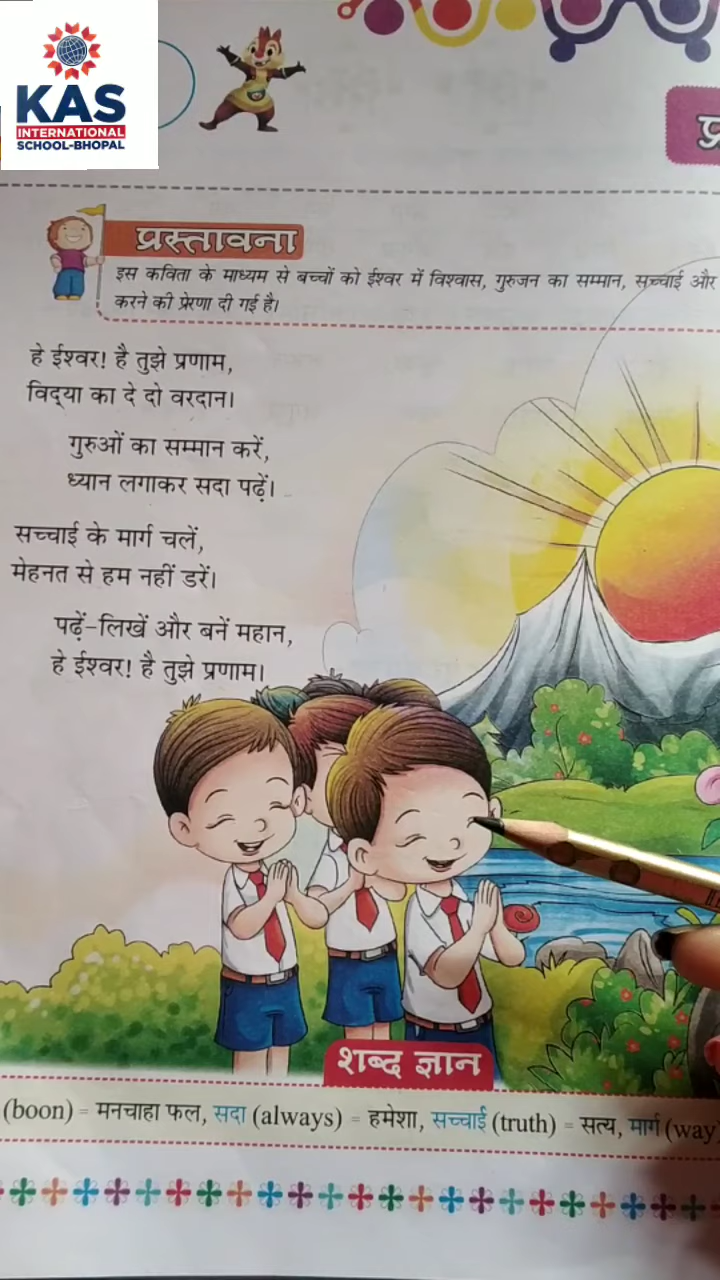 KAS
INTERNATIONAL
SCHOOL-BHOPAL
प्रस्तावना
इस कविता के माध्यम से बच्चों को ईश्वर में विश्वास, गुरुजन का सम्मान, सच्चाई और
करने की प्रेरणा दी गई है।
हे ईश्वर! है तुझे प्रणाम,
विद्‌या का दे दो वरदान।
गुरुओं का सम्मान करें,
ध्यान लगाकर सदा पढ़ें।
सच्चाई के मार्ग चलें,
मेहनत से हम नहीं डरें।
पढ़ें-लिखें और बनें महान,
हे ईश्वर! है तुझे प्रणाम।
शब्द ज्ञान
(boon) = मनचाहा फल, सदा (always) = हमेशा, सच्चाई (truth) = सत्य, मार्ग (way)